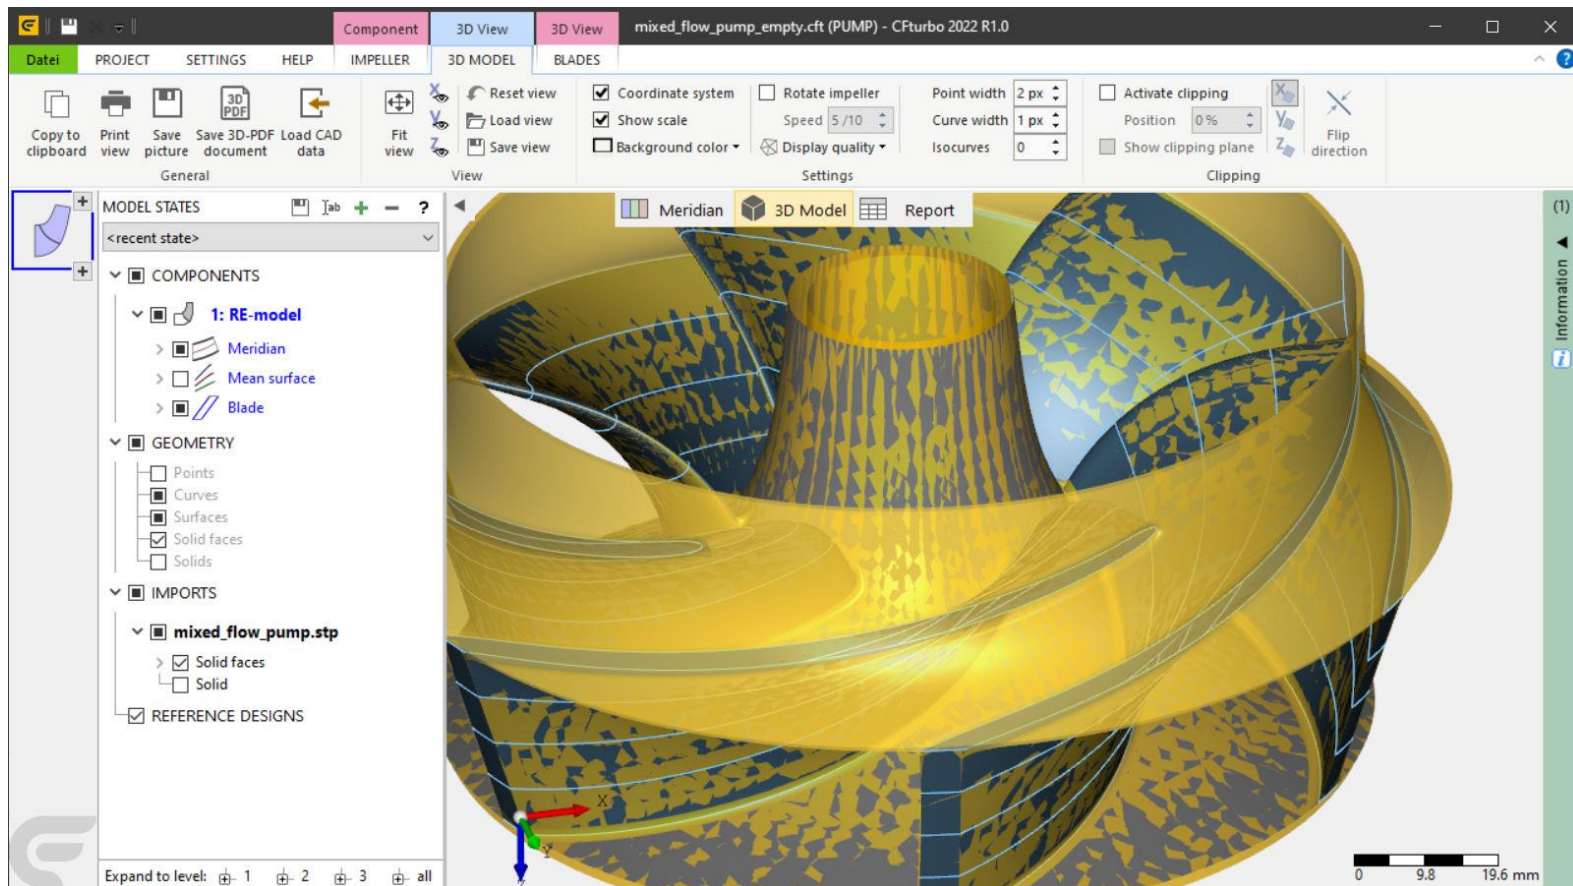 Component
3D View
3D View
mixed_flow_pump_empty.cft (PUMP) - CFturbo 2022 R1.0
Datei
PROJECT
SETTINGS
HELP
IMPELLER
3D MODEL
BLADES
Copy to clipboard
Print view
Save picture
3D PDF
Save 3D-PDF document
Load CAD data
General
Fit view
X
Y
Z
Reset view
Load view
Save view
View
Coordinate system
Show scale
Background color
Rotate impeller
Speed 5 /10
Display quality
Point width 2 px
Curve width 1 px
Isocurves 0
Settings
Activate clipping
Position 0 %
Show clipping plane
X
Y
Z
Flip direction
Clipping
MODEL STATES
ab
?
<recent state>
COMPONENTS
1: RE-model
Meridian
Mean surface
Blade
GEOMETRY
Points
Curves
Surfaces
Solid faces
Solids
IMPORTS
mixed_flow_pump.stp
Solid faces
Solid
REFERENCE DESIGNS
Expand to level: 1 2 3 all
Meridian
3D Model
Report
(1)
Information
i
X
Y
Z
0 9.8 19.6 mm